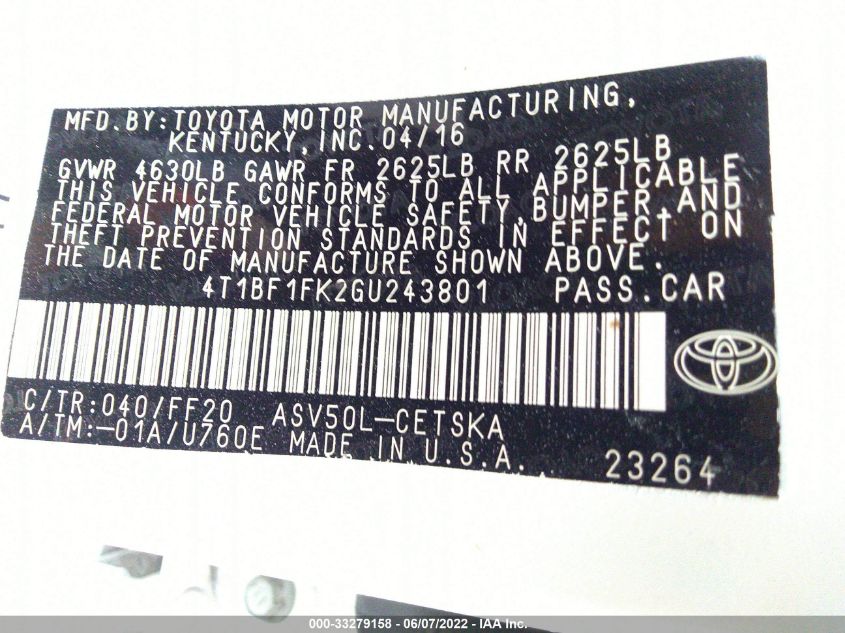 MFD.BY:TOYOTA MOTOR MANUFACTURING,
KENTUCKY,INC.04/16
GVWR 4630LB GAWR FR 2625LB RR 2625LB
THIS VEHICLE CONFORMS TO ALL APPLICABLE
FEDERAL MOTOR VEHICLE SAFETY,BUMPER,AND
THEFT PREVENTION STANDARDS IN EFFECT ON
THE DATE OF MANUFACTURE SHOWN ABOVE.
4T1BF1FK2GU243801 PASS.CAR
C/TR:040/FF20 ASV50L-CETSKA
A/TM:-01A/U760E MADE IN U.S.A. 23264
000-33279158 - 06/07/2022 - IAA Inc.